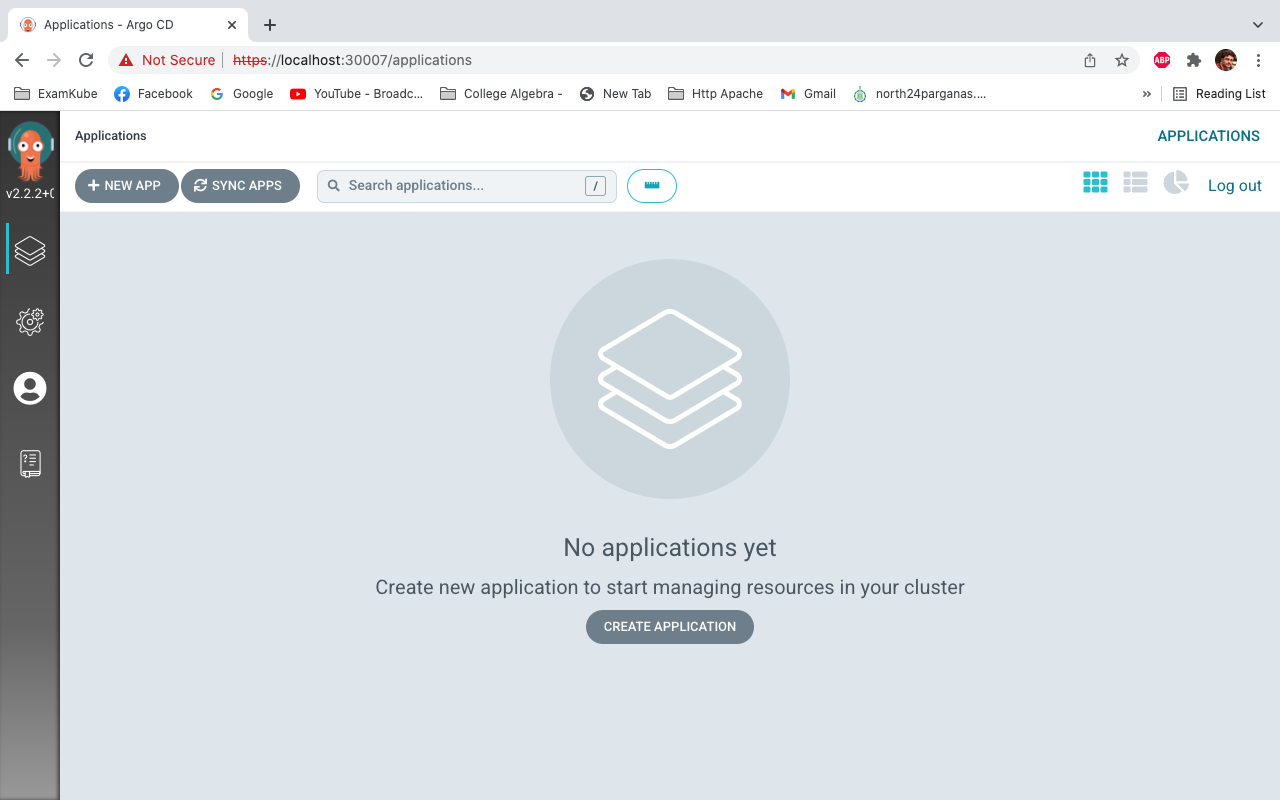 Applications - Argo CD
Not Secure https://localhost:30007/applications ABP
ExamKube Facebook Google YouTube - Broadc... College Algebra - New Tab Http Apache Gmail north24parganas.... » Reading List
Applications APPLICATIONS
v2.2.2+0
NEW APP SYNC APPS Search applications... / Log out
No applications yet
Create new application to start managing resources in your cluster
CREATE APPLICATION